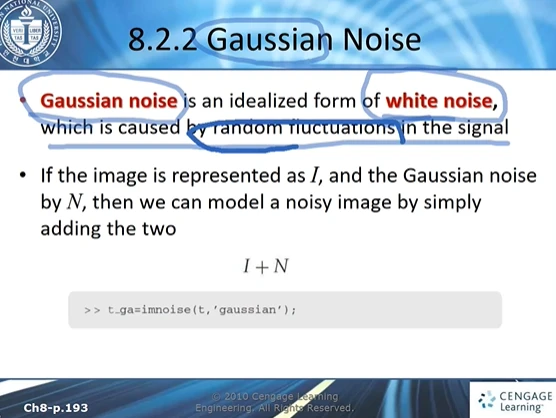 8.2.2 Gaussian Noise
• Gaussian noise is an idealized form of white noise,
which is caused by random fluctuations in the signal
• If the image is represented as I, and the Gaussian noise
by N, then we can model a noisy image by simply
adding the two
I + N
>> t_ga=imnoise(t,'gaussian');
Ch8-p.193
© 2010 Cengage Learning
Engineering. All Rights Reserved.
CENGAGE
Learning